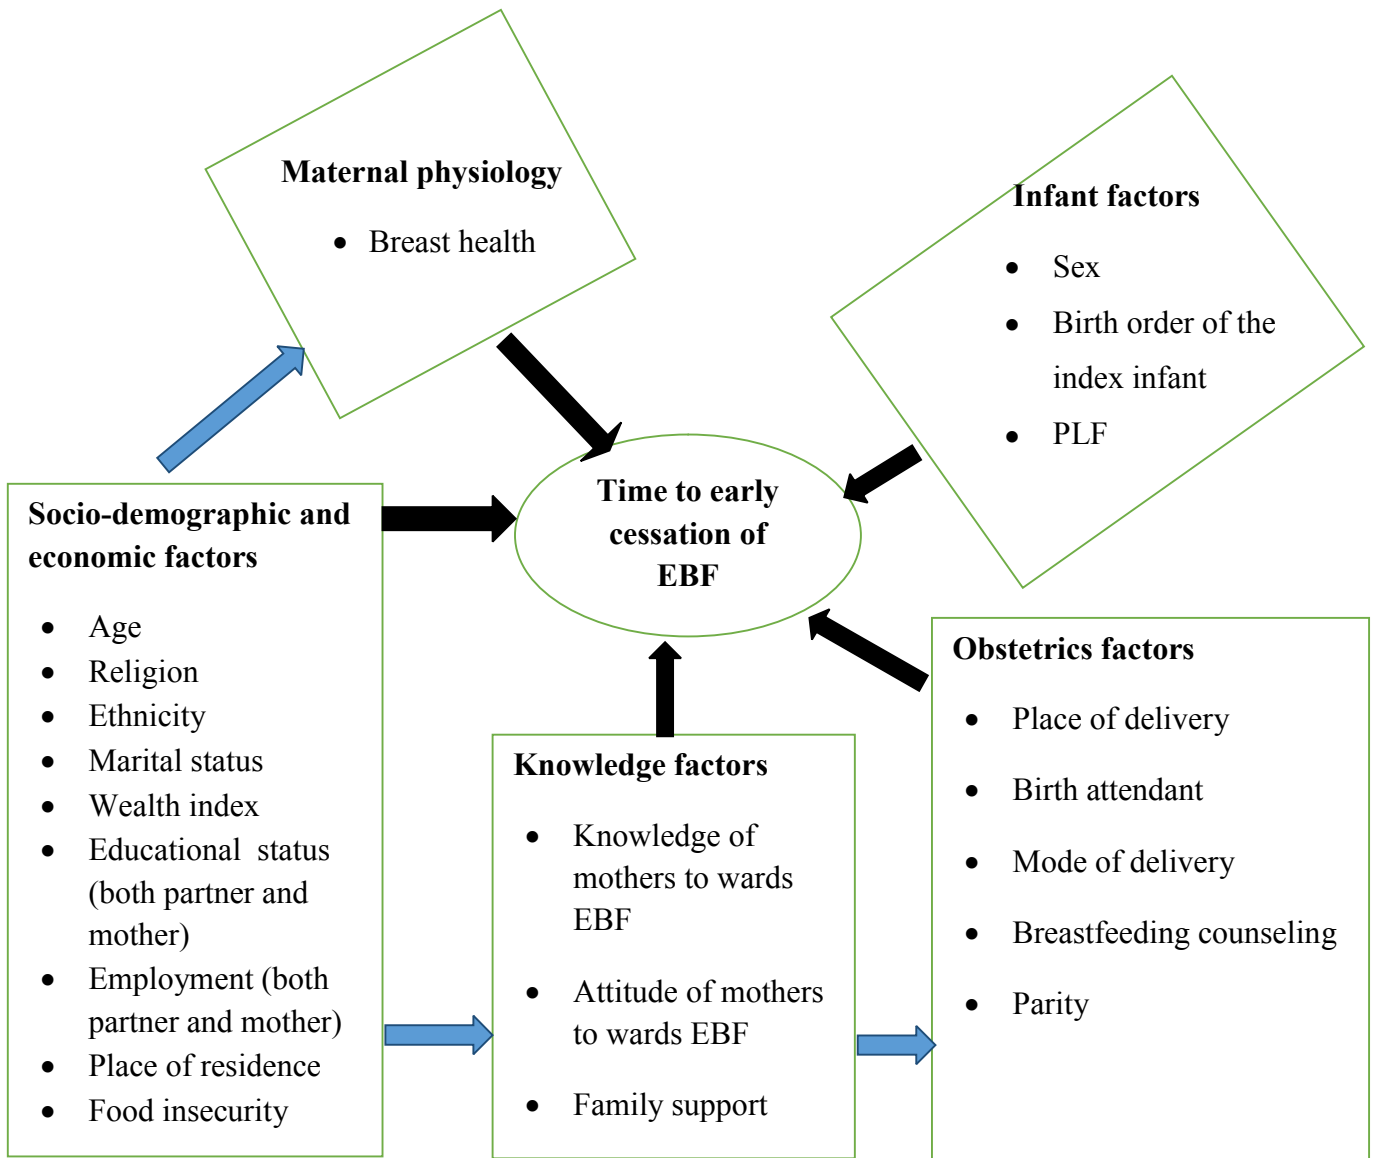 Maternal physiology
• Breast health
Infant factors
• Sex
• Birth order of the
index infant
• PLF
Time to early
cessation of
EBF
Socio-demographic and
economic factors
• Age
• Religion
• Ethnicity
• Marital status
• Wealth index
• Educational status
(both partner and
mother)
• Employment (both
partner and mother)
• Place of residence
• Food insecurity
Knowledge factors
• Knowledge of
mothers to wards
EBF
• Attitude of mothers
to wards EBF
• Family support
Obstetrics factors
• Place of delivery
• Birth attendant
• Mode of delivery
• Breastfeeding counseling
• Parity